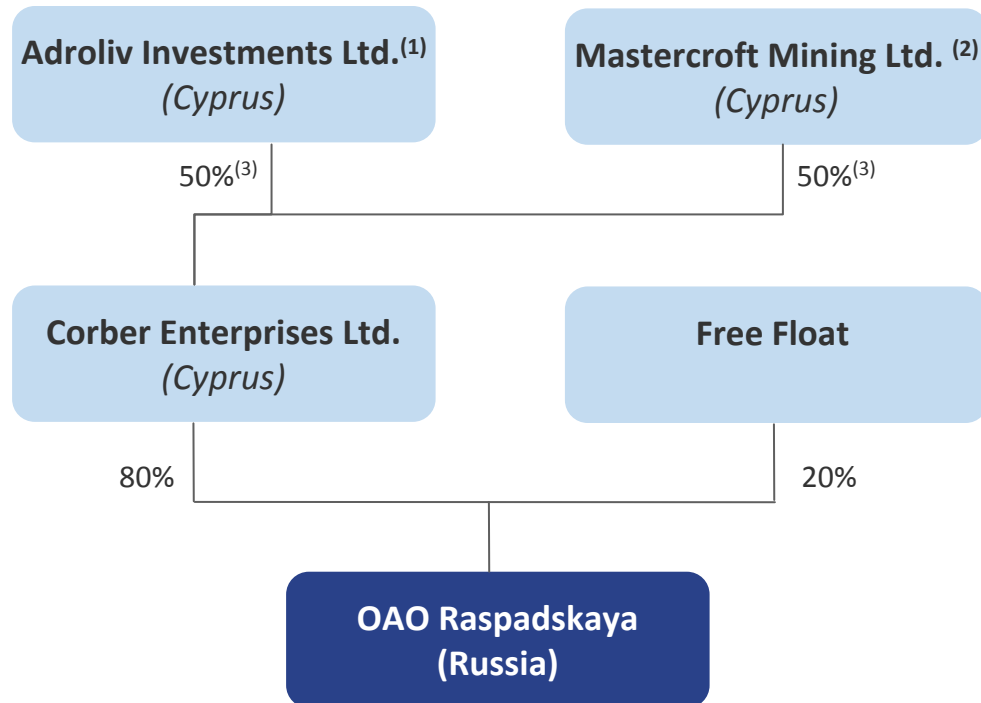 Adroliv Investments Ltd.(1)
(Cyprus)
Mastercroft Mining Ltd. (2)
(Cyprus)
50%(3)
50%(3)
Corber Enterprises Ltd.
(Cyprus)
Free Float
80%
20%
OAO Raspadskaya
(Russia)